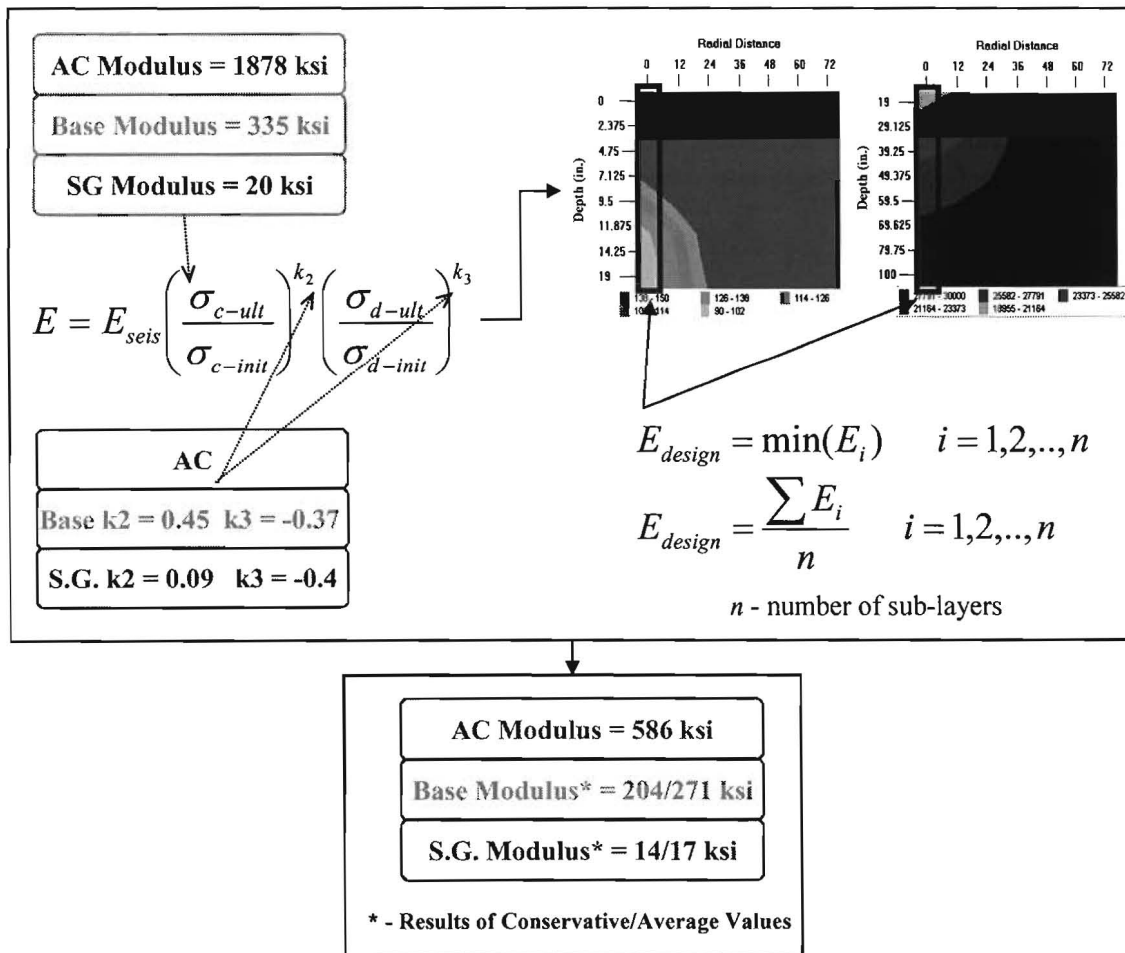 AC Modulus = 1878 ksi
Base Modulus = 335 ksi
SG Modulus = 20 ksi
E = E_seis (σ_c-ult / σ_c-init)^k2 (σ_d-ult / σ_d-init)^k3
AC
Base k2 = 0.45 k3 = -0.37
S.G. k2 = 0.09 k3 = -0.4
Radial Distance
0 12 24 36 48 60 72
Depth (in.)
0
2.375
4.75
7.125
9.5
11.875
14.25
19
138 - 150 126 - 138 114 - 126
114 90 - 102
Radial Distance
0 12 24 36 48 60 72
Depth (in.)
19
29.125
39.25
49.375
59.5
69.625
79.75
100
27791 - 30000 25582 - 27791 23373 - 25582
21164 - 23373 18955 - 21164
E_design = min(E_i) i = 1,2,..,n
E_design = ∑ E_i / n i = 1,2,..,n
n - number of sub-layers
AC Modulus = 586 ksi
Base Modulus* = 204/271 ksi
S.G. Modulus* = 14/17 ksi
* - Results of Conservative/Average Values